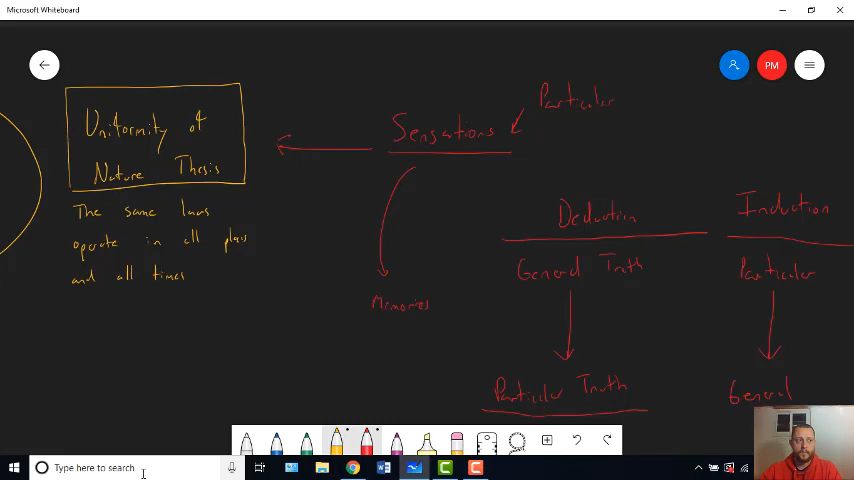 Microsoft Whiteboard
PM
Uniformity of
Nature Thesis
The same laws
operate in all plas
and all times
Particular
Sensations
Memories
Deduction
General Truth
Particular Truth
Induction
Particular
General
Type here to search